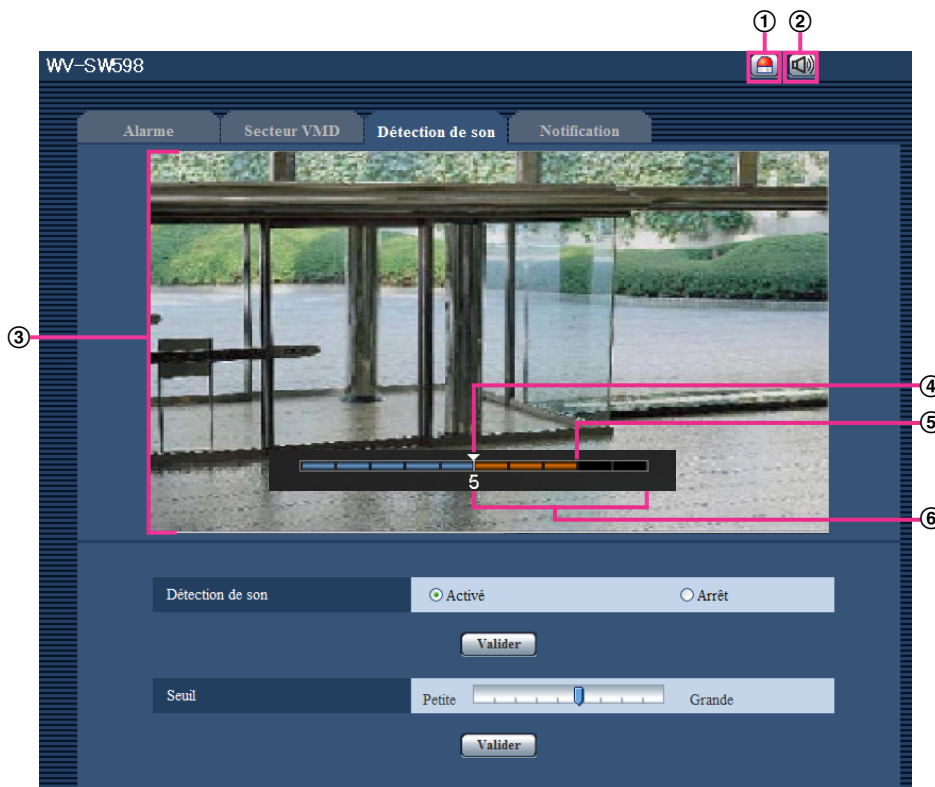 ① ②
WV-SW598
Alarme Secteur VMD Détection de son Notification
③
④
⑤
5
⑥
Détection de son Activé Arrêt
Valider
Seuil Petite Grande
Valider